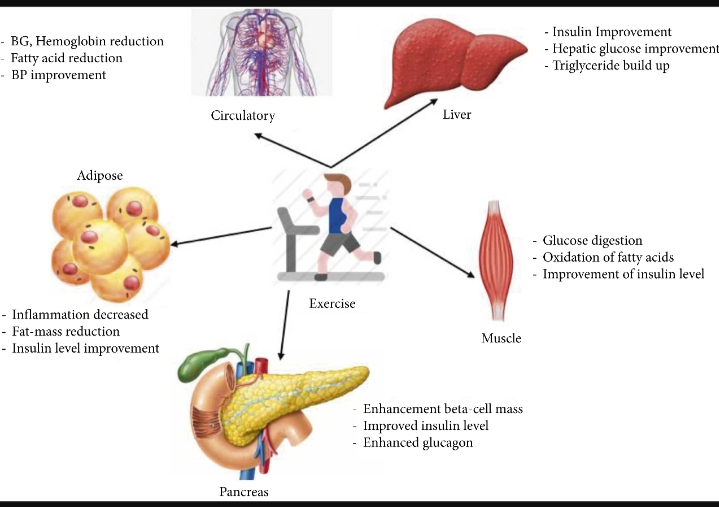 - BG, Hemoglobin reduction
- Fatty acid reduction
- BP improvement
Circulatory
- Insulin Improvement
- Hepatic glucose improvement
- Triglyceride build up
Liver
Adipose
- Inflammation decreased
- Fat-mass reduction
- Insulin level improvement
Exercise
- Glucose digestion
- Oxidation of fatty acids
- Improvement of insulin level
Muscle
- Enhancement beta-cell mass
- Improved insulin level
- Enhanced glucagon
Pancreas